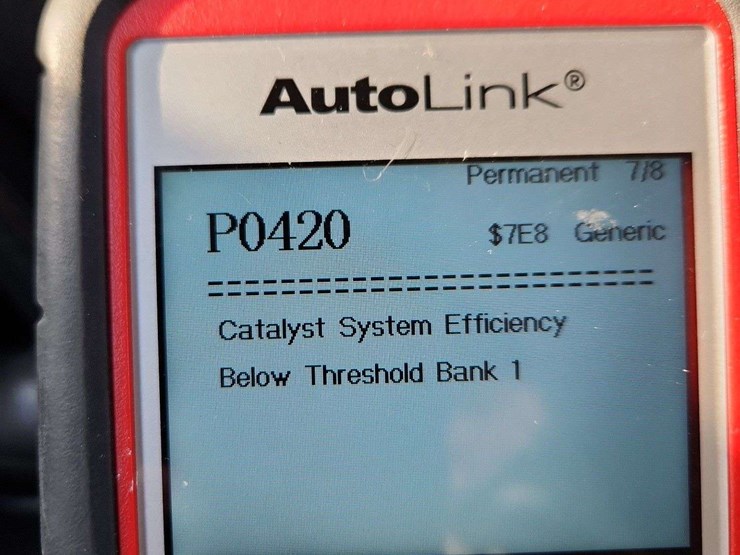 AutoLink®
Permanent 7/8
P0420 $7E8 Generic
==============================
Catalyst System Efficiency
Below Threshold Bank 1